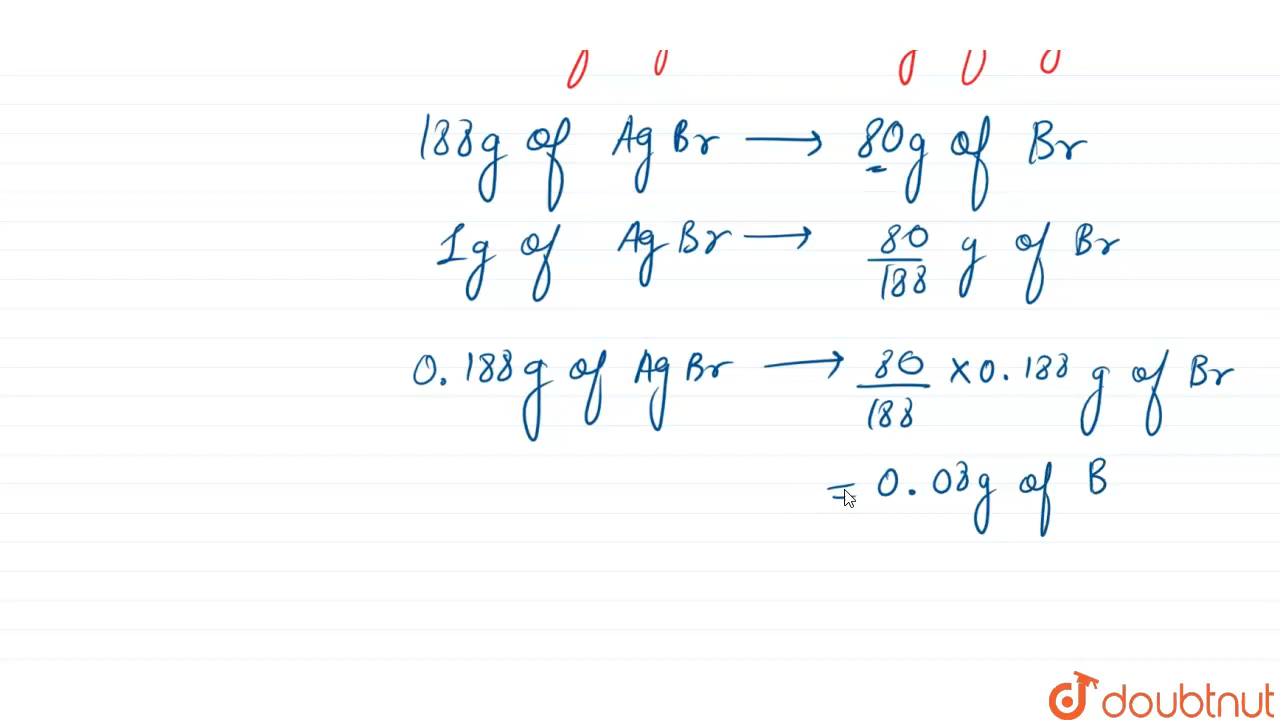 188g of AgBr → 80g of Br
1g of AgBr → 80/188 g of Br
0.188g of AgBr → 80/188 × 0.188 g of Br
= 0.08g of B
doubtnut